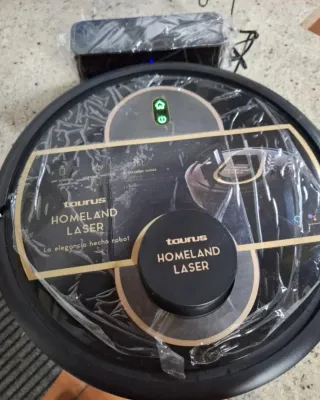 taurus
HOMELAND
LASER
La elegancia hecha robot
taurus
HOMELAND
LASER